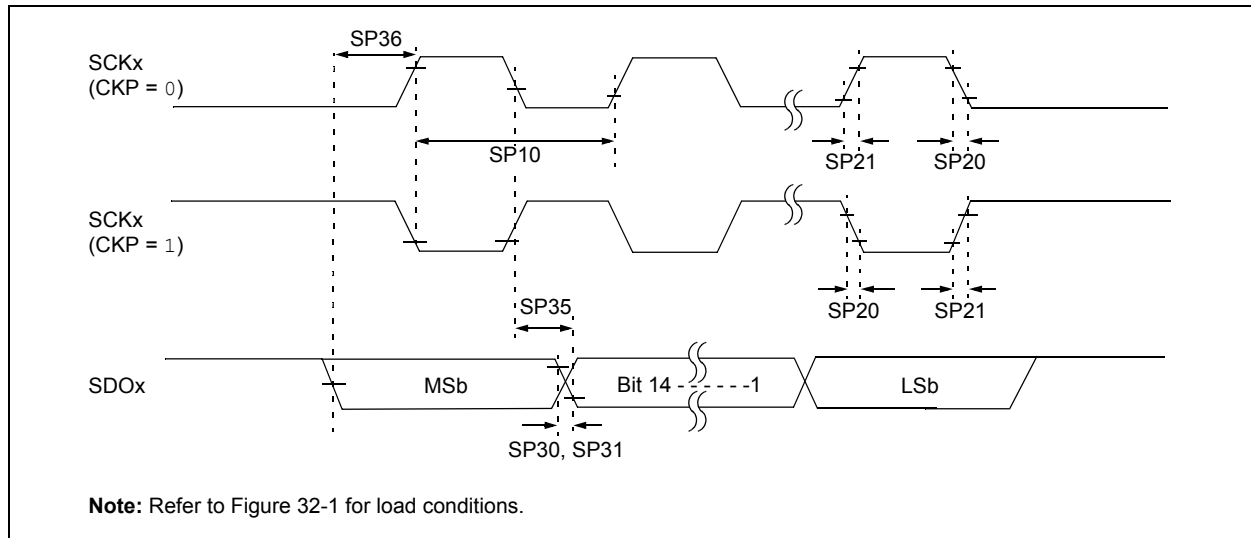 SP36
SCKx
(CKP = 0)
SP10
SP21
SP20
SCKx
(CKP = 1)
SP35
SP20
SP21
SDOx
MSb
Bit 14 - - - - - - -1
LSb
SP30, SP31
Note: Refer to Figure 32-1 for load conditions.